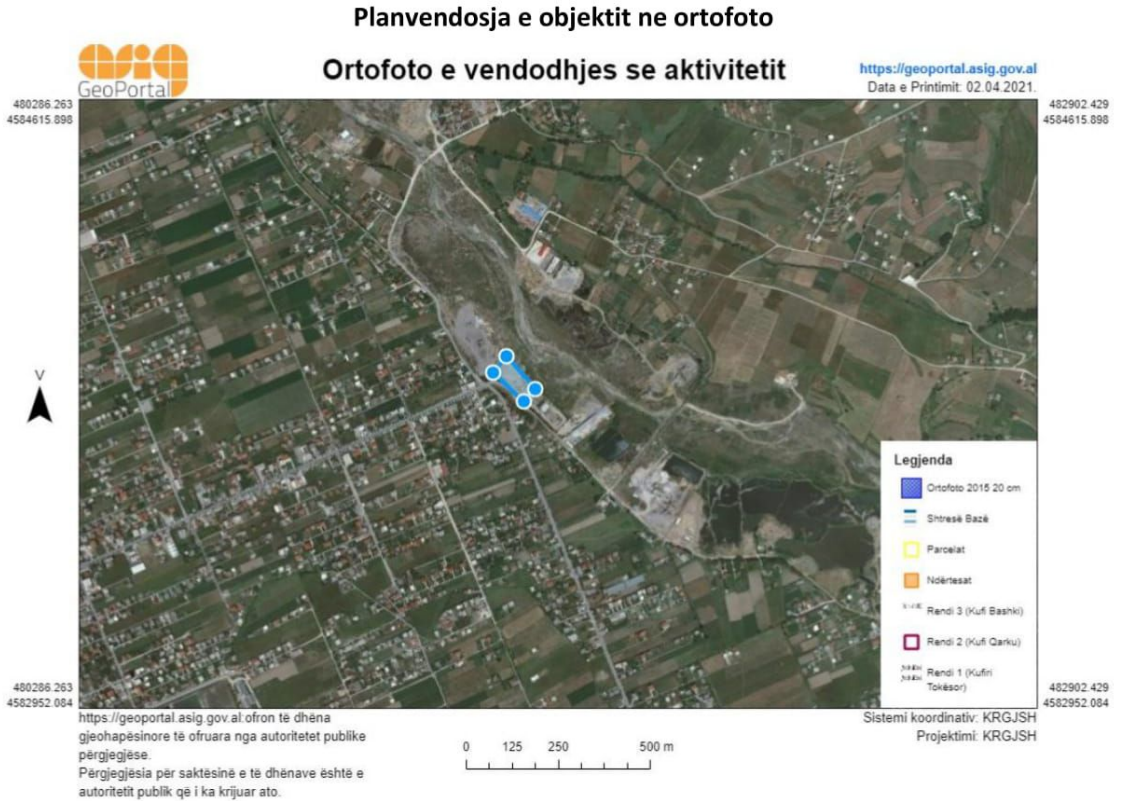 Planvendosja e objektit ne ortofoto
asig
GeoPortal
Ortofoto e vendodhjes se aktivitetit
https://geoportal.asig.gov.al
Data e Printimit: 02.04.2021.
480286.263
4584615.898
482902.429
4584615.898
V
Legjenda
Ortofoto 2015 20 cm
Shtresë Bazë
Parcelat
Ndërtesat
Rendi 3 (Kufi Bashki)
Rendi 2 (Kufi Qarku)
Rendi 1 (Kufiri
Tokësor)
480286.263
4582952.084
482902.429
4582952.084
https://geoportal.asig.gov.al:ofron të dhëna
gjeohapësinore të ofruara nga autoritetet publike
përgjegjëse.
Përgjegjësia për saktësinë e të dhënave është e
autoritetit publik që i ka krijuar ato.
0 125 250 500 m
Sistemi koordinativ: KRGJSH
Projektimi: KRGJSH